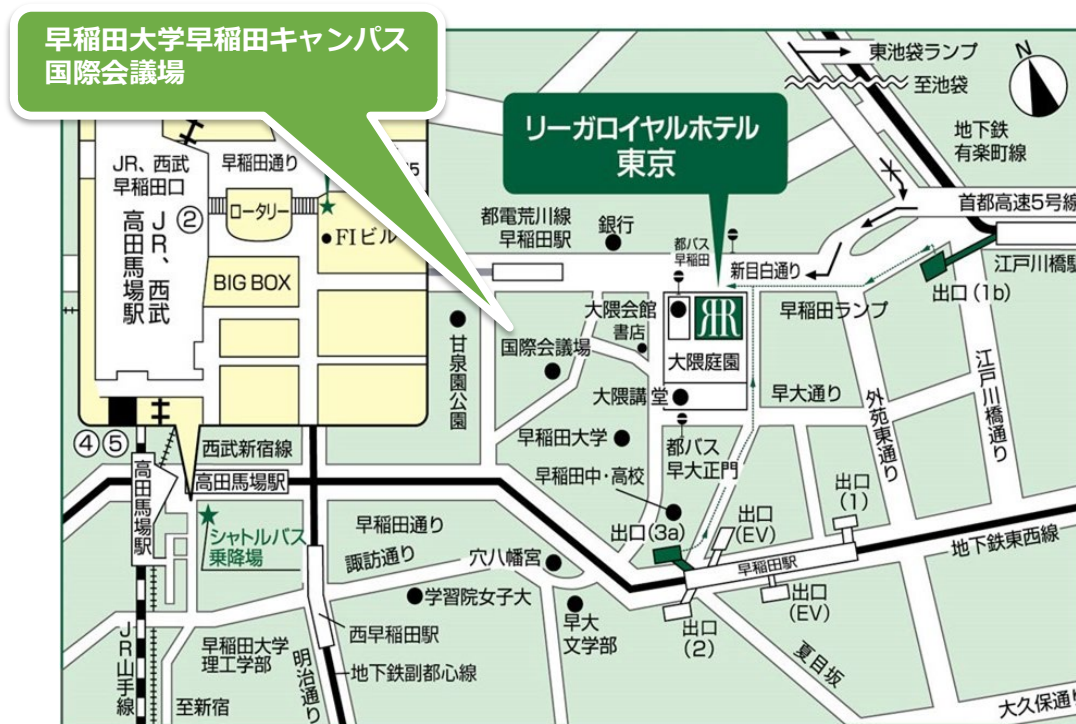 早稲田大学早稲田キャンパス
国際会議場
東池袋ランプ
至池袋
N
地下鉄
有楽町線
リーガロイヤルホテル
東京
JR、西武
早稲田口
早稲田通り
②
ロータリー
JR、西武
高田馬場駅
FIビル
BIG BOX
④⑤
都電荒川線
早稲田駅
銀行
都バス
早稲田
新目白通り
首都高速5号線
江戸川橋駅
出口(1b)
早稲田ランプ
大隈会館
書店
R
大隈庭園
国際会議場
甘泉園公園
大隈講堂
早大通り
外苑東通り
江戸川橋通り
早稲田大学
都バス
早大正門
早稲田中・高校
西武新宿線
高田馬場駅
高田馬場駅
シャトルバス
乗降場
早稲田通り
諏訪通り
穴八幡宮
出口(3a)
出口
(EV)
出口
(1)
早稲田駅
地下鉄東西線
出口
(EV)
出口
(2)
学習院女子大
早大
文学部
西早稲田駅
早稲田大学
理工学部
地下鉄副都心線
明治通り
JR山手線
至新宿
夏目坂
大久保通り